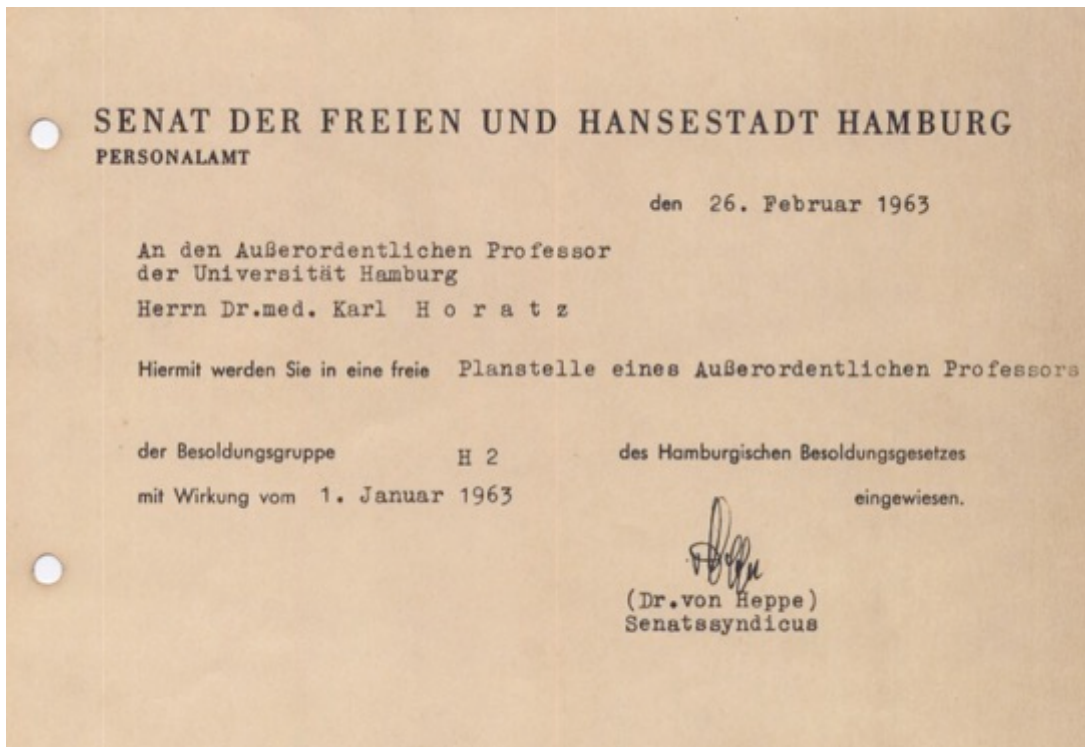 SENAT DER FREIEN UND HANSESTADT HAMBURG
PERSONALAMT
den 26. Februar 1963
An den Außerordentlichen Professor
der Universität Hamburg
Herrn Dr.med. Karl H o r a t z
Hiermit werden Sie in eine freie Planstelle eines Außerordentlichen Professors
der Besoldungsgruppe H 2 des Hamburgischen Besoldungsgesetzes
mit Wirkung vom 1. Januar 1963 eingewiesen.
(Dr.von Heppe)
Senatssyndicus